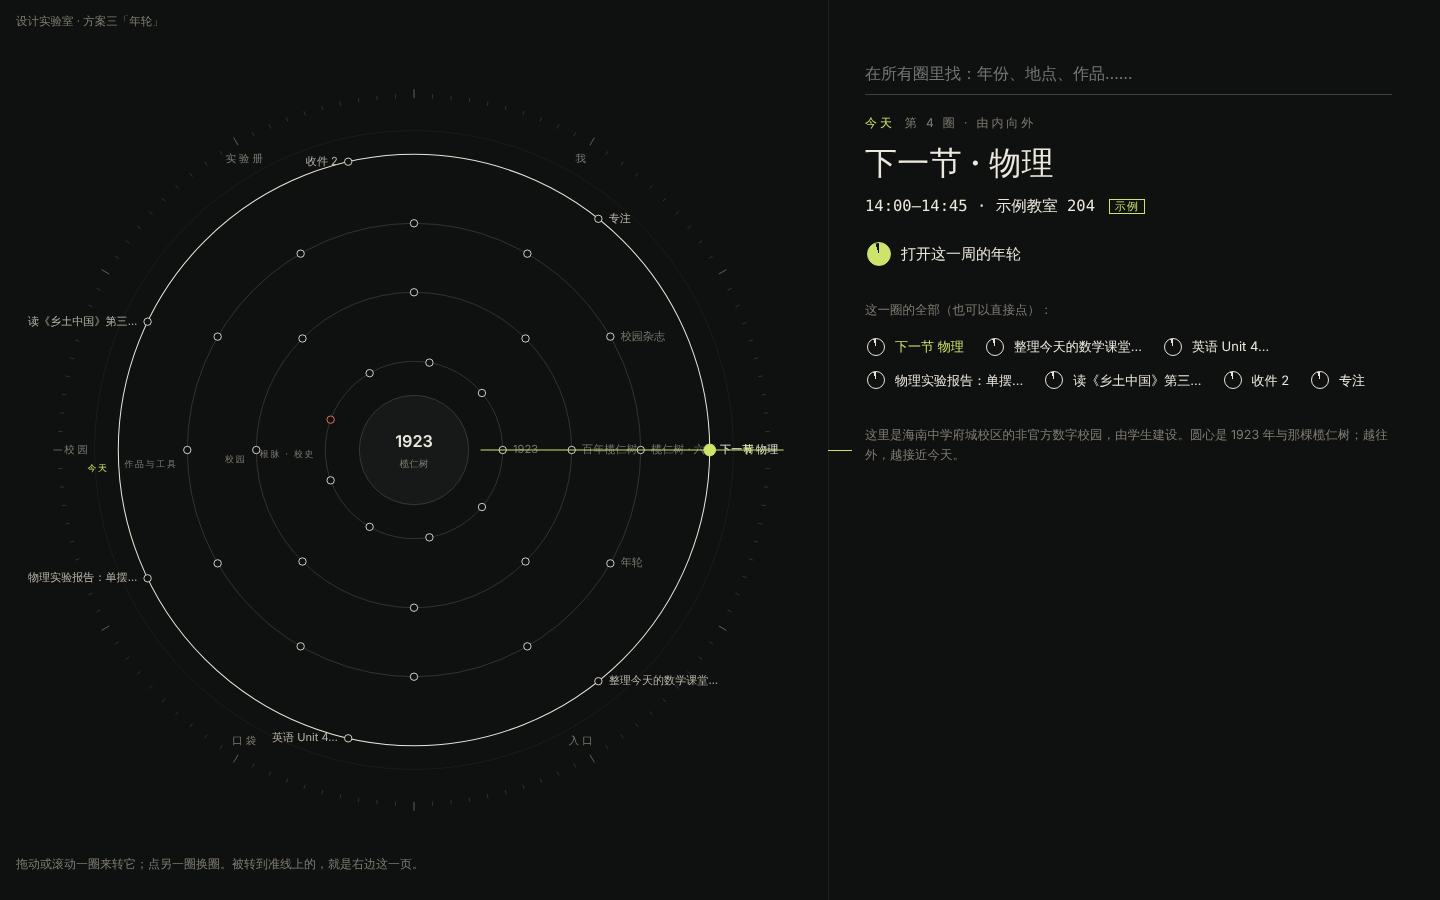 设计实验室 · 方案三「年轮」
在所有圈里找：年份、地点、作品……
今天 第 4 圈 · 由内向外
下一节 · 物理
14:00–14:45 · 示例教室 204 示例
打开这一周的年轮
这一圈的全部（也可以直接点）：
下一节 物理
整理今天的数学课堂…
英语 Unit 4…
物理实验报告：单摆…
读《乡土中国》第三…
收件 2
专注
这里是海南中学府城校区的非官方数字校园，由学生建设。圆心是 1923 年与那棵榄仁树；越往
外，越接近今天。
实验册
收件 2
我
专注
读《乡土中国》第三…
校园杂志
1923
榄仁树
校园
今天
作品与工具
校园
根脉 · 校史
1923
百年榄仁树
榄仁树 · 六
下一节 物理
物理实验报告：单摆…
年轮
整理今天的数学课堂…
口袋
英语 Unit 4…
入口
拖动或滚动一圈来转它；点另一圈换圈。被转到准线上的，就是右边这一页。